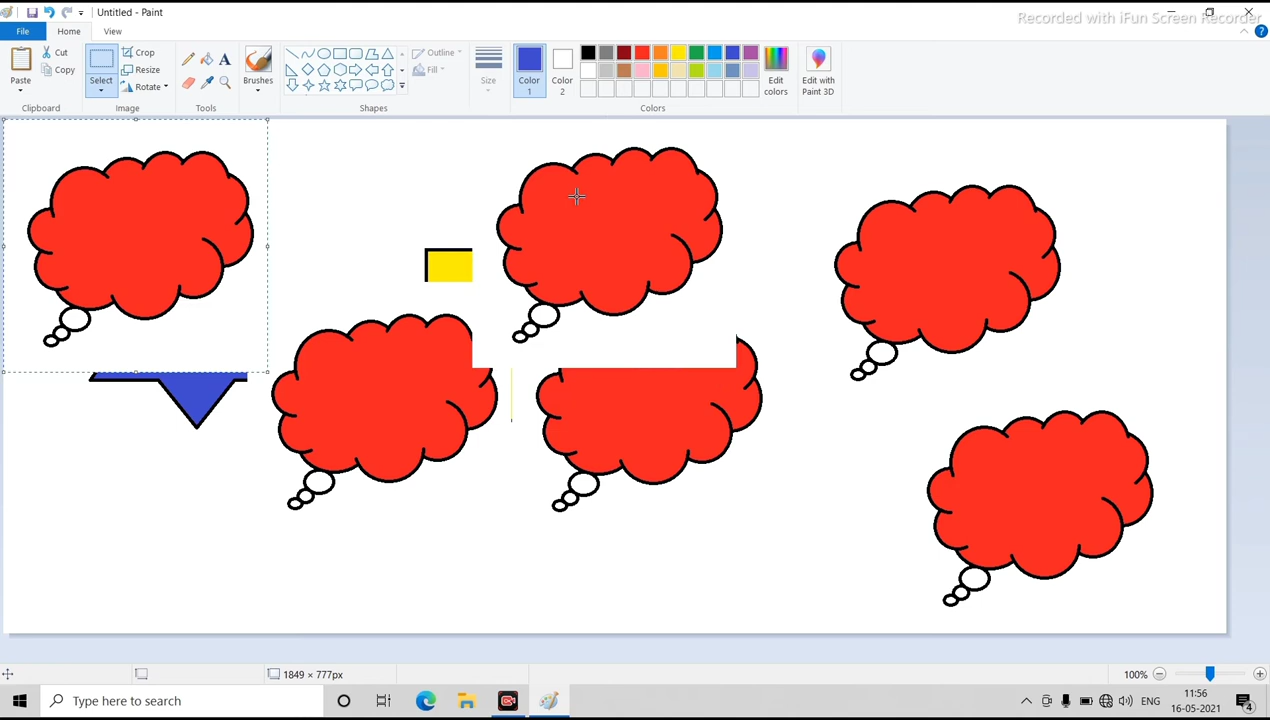 Untitled - Paint
Recorded with iFun Screen Recorder
File
Home
View
Paste
Cut
Copy
Clipboard
Select
Crop
Resize
Rotate
Image
Tools
Brushes
Outline
Fill
Shapes
Size
Color
1
Color
2
Edit
colors
Colors
Edit with
Paint 3D
1849 × 777px
100%
Type here to search
ENG
11:56
16-05-2021
4